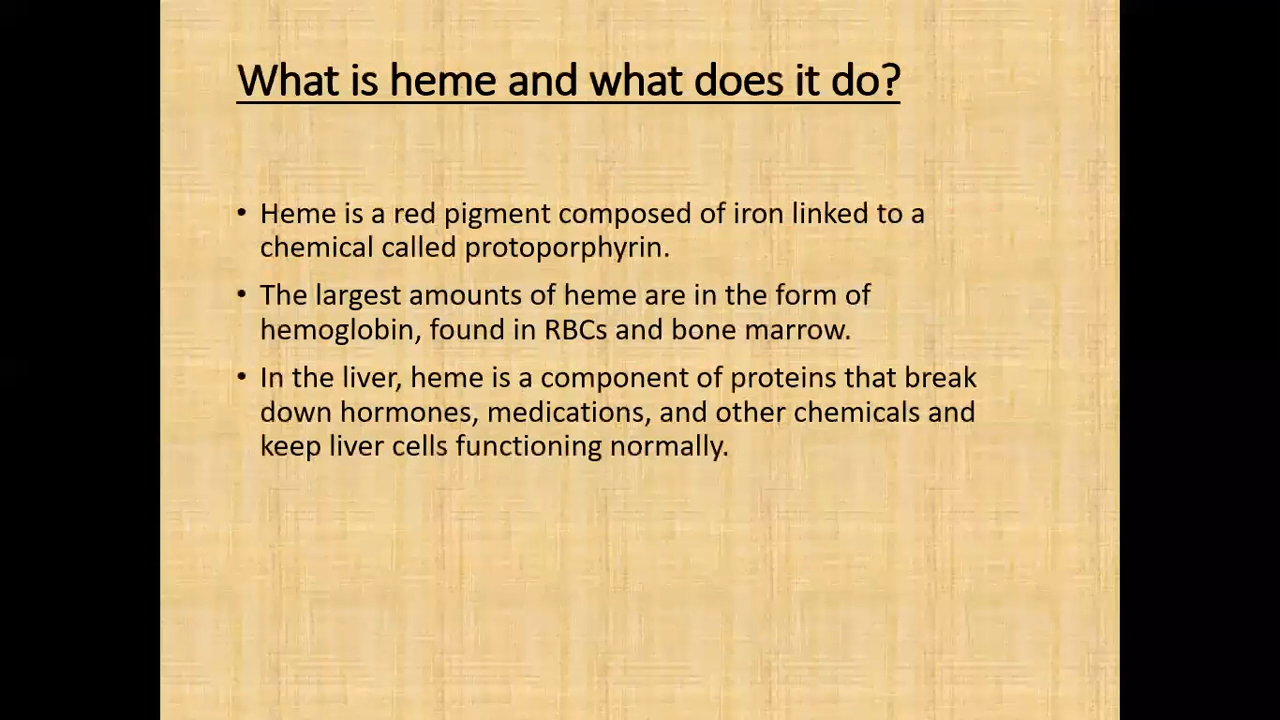 What is heme and what does it do?
• Heme is a red pigment composed of iron linked to a
chemical called protoporphyrin.
• The largest amounts of heme are in the form of
hemoglobin, found in RBCs and bone marrow.
• In the liver, heme is a component of proteins that break
down hormones, medications, and other chemicals and
keep liver cells functioning normally.